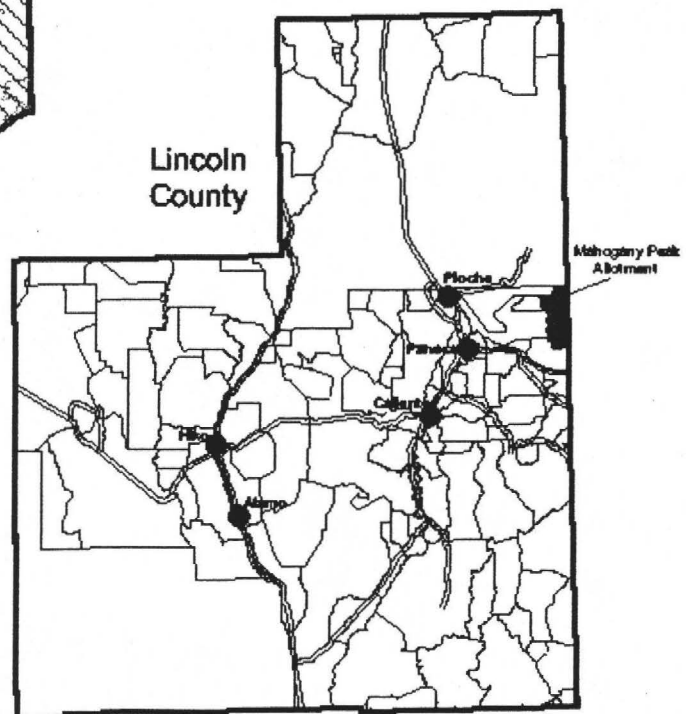 Lincoln
County
Mahogany Peak
Allotment
Pioche
Panaca
Caliente
Hiko
Alamo